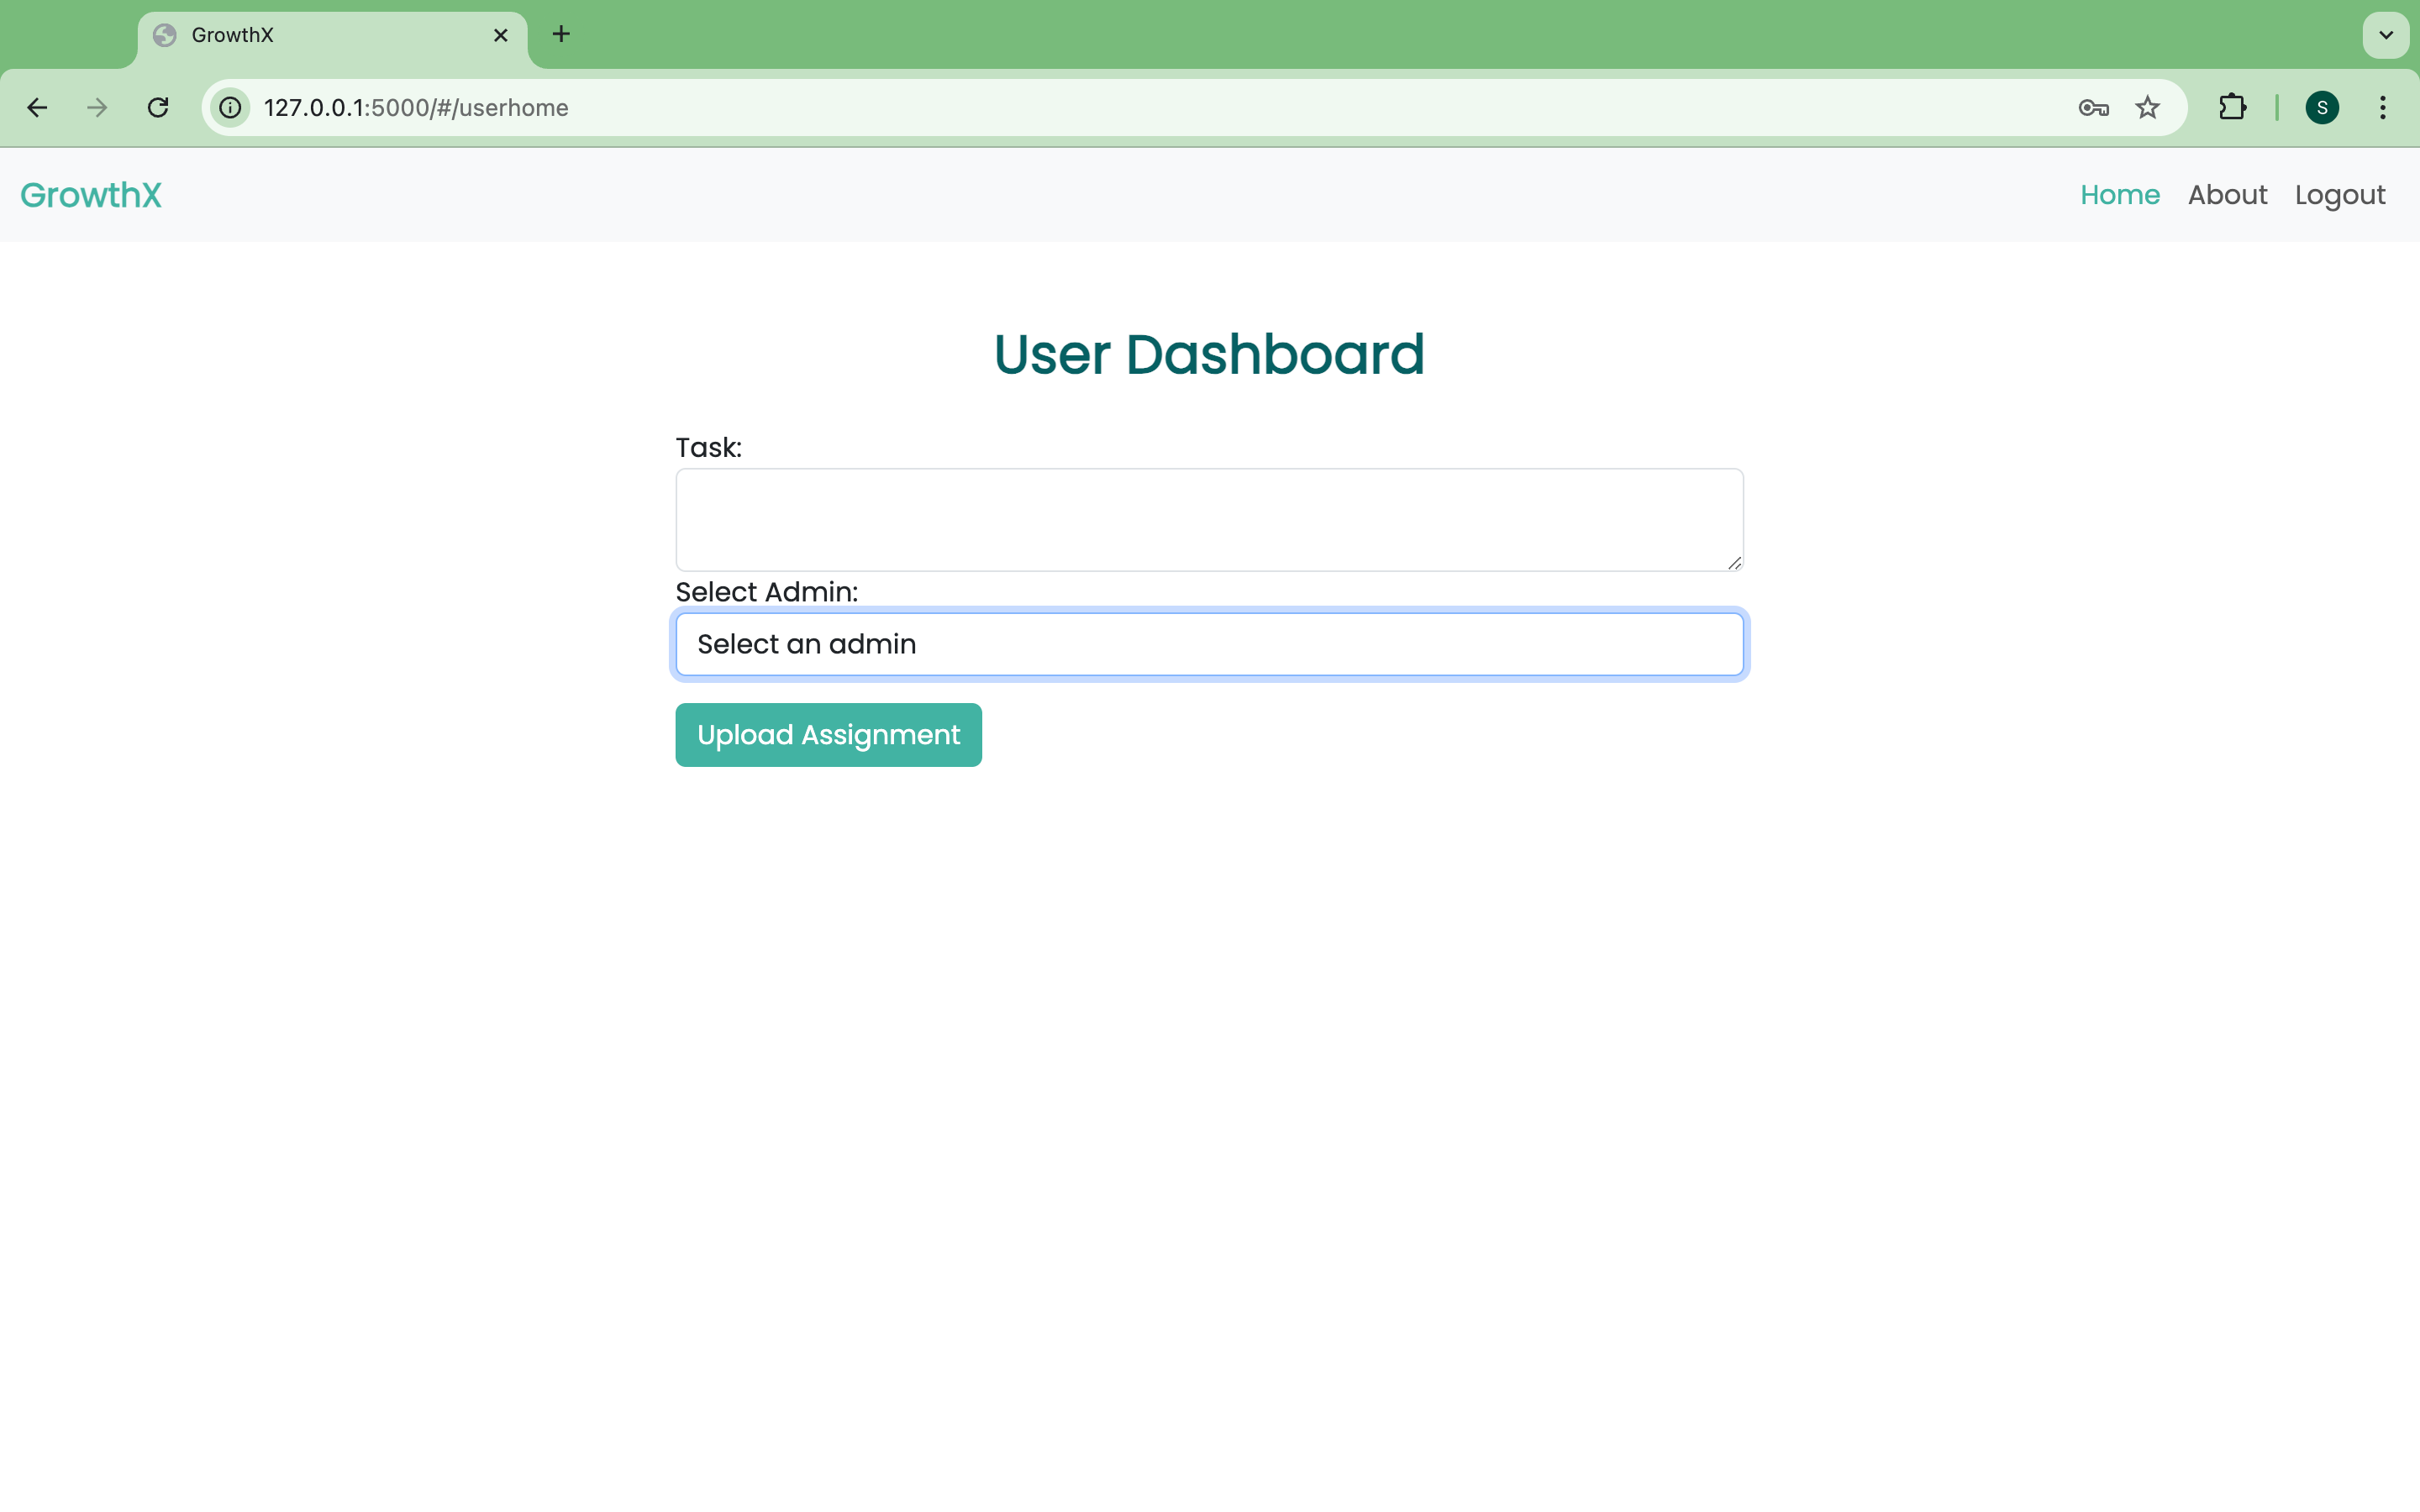 GrowthX
127.0.0.1:5000/#/userhome
S
GrowthX
Home About Logout
User Dashboard
Task:
Select Admin:
Select an admin
Upload Assignment